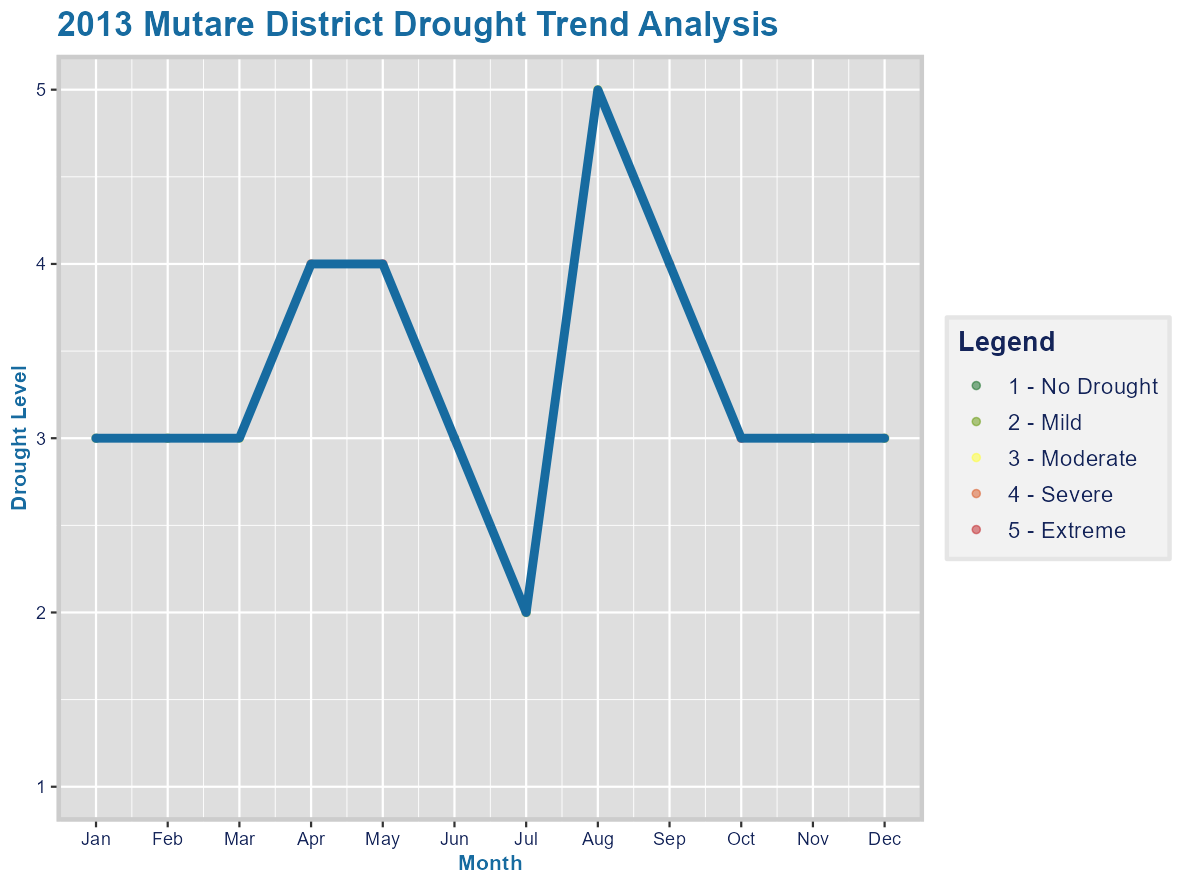 2013 Mutare District Drought Trend Analysis
Drought Level
5
4
3
2
1
Jan Feb Mar Apr May Jun Jul Aug Sep Oct Nov Dec
Month
Legend
1 - No Drought
2 - Mild
3 - Moderate
4 - Severe
5 - Extreme